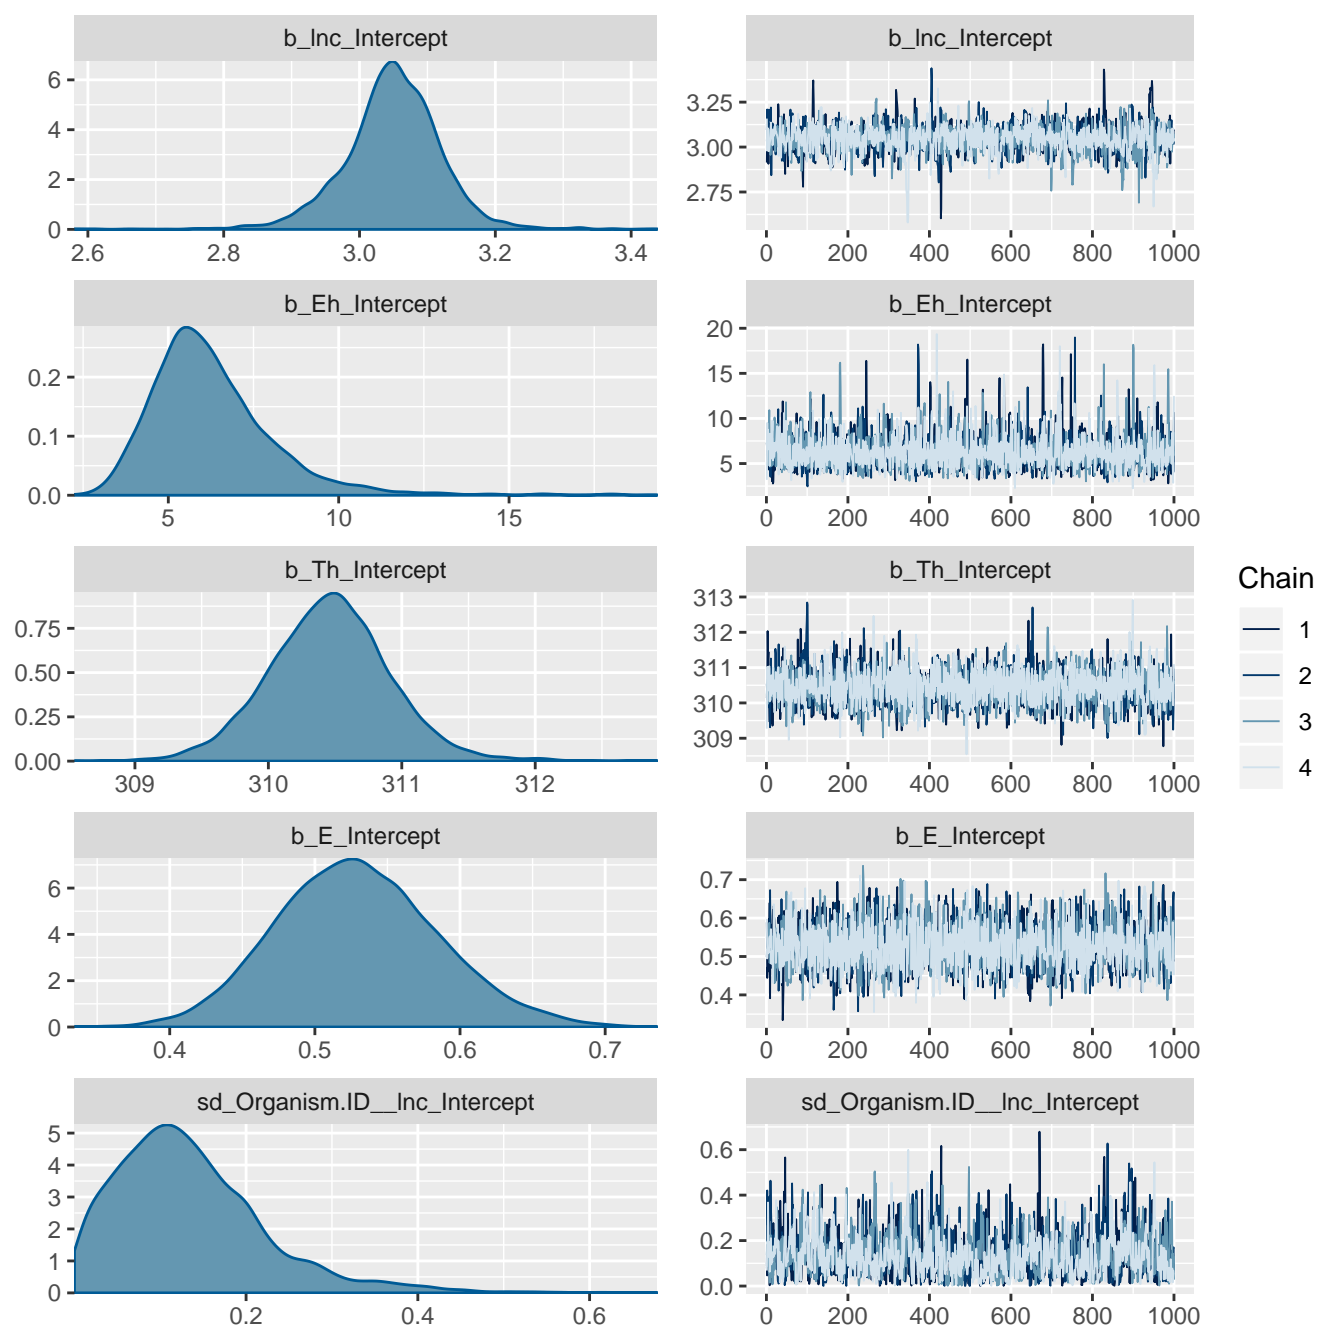 b_lnc_Intercept
6
4
2
0
2.6 2.8 3.0 3.2 3.4
b_lnc_Intercept
3.25
3.00
2.75
0 200 400 600 800 1000
b_Eh_Intercept
0.2
0.1
0.0
5 10 15
b_Eh_Intercept
20
15
10
5
0 200 400 600 800 1000
b_Th_Intercept
0.75
0.50
0.25
0.00
309 310 311 312
b_Th_Intercept
313
312
311
310
309
0 200 400 600 800 1000
b_E_Intercept
6
4
2
0
0.4 0.5 0.6 0.7
b_E_Intercept
0.7
0.6
0.5
0.4
0 200 400 600 800 1000
sd_Organism.ID__lnc_Intercept
5
4
3
2
1
0
0.2 0.4 0.6
sd_Organism.ID__lnc_Intercept
0.6
0.4
0.2
0.0
0 200 400 600 800 1000
Chain
1
2
3
4